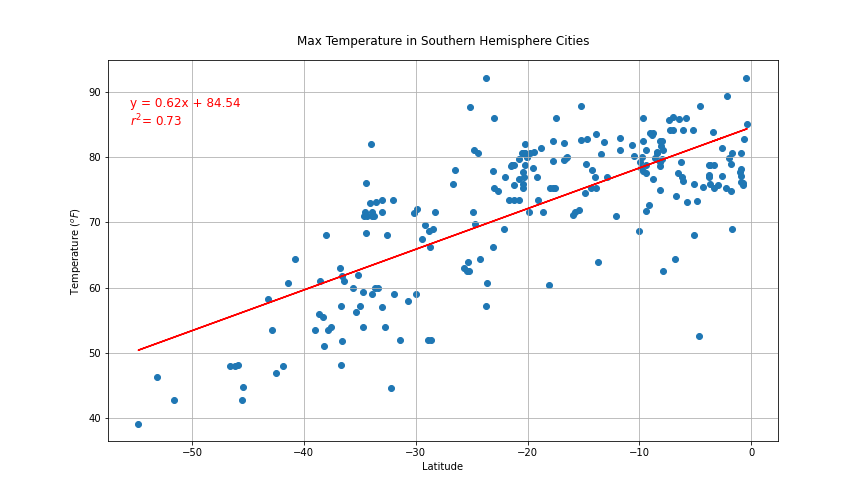 Max Temperature in Southern Hemisphere Cities
y = 0.62x + 84.54
r²= 0.73
90
80
70
60
50
40
Temperature (°F)
−50
−40
−30
−20
−10
0
Latitude